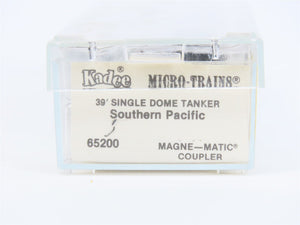 Kadee MICRO-TRAINS®
39' SINGLE DOME TANKER
Southern Pacific
65200
MAGNE—MATIC®
COUPLER